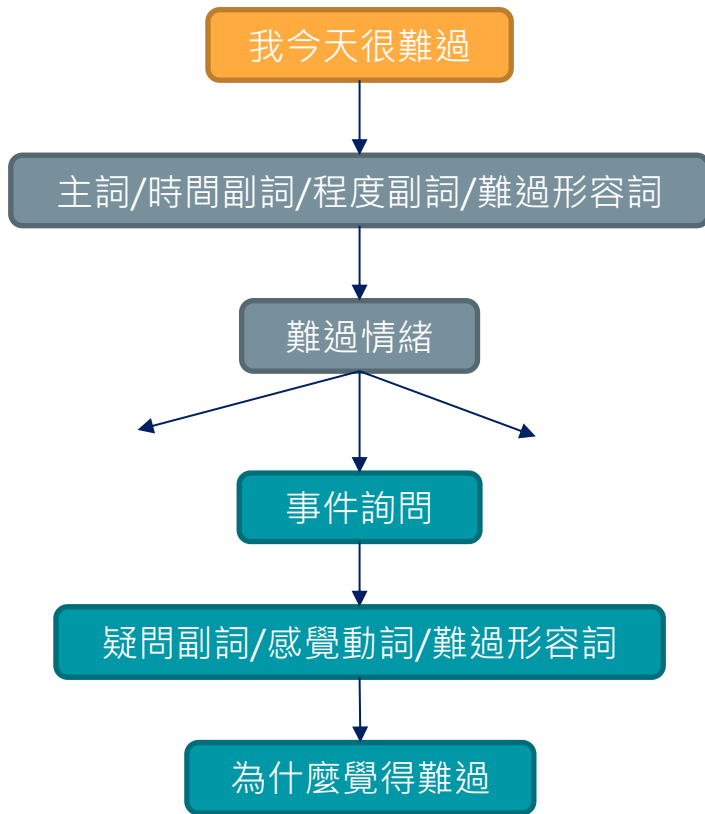 我今天很難過
主詞/時間副詞/程度副詞/難過形容詞
難過情緒
事件詢問
疑問副詞/感覺動詞/難過形容詞
為什麼覺得難過